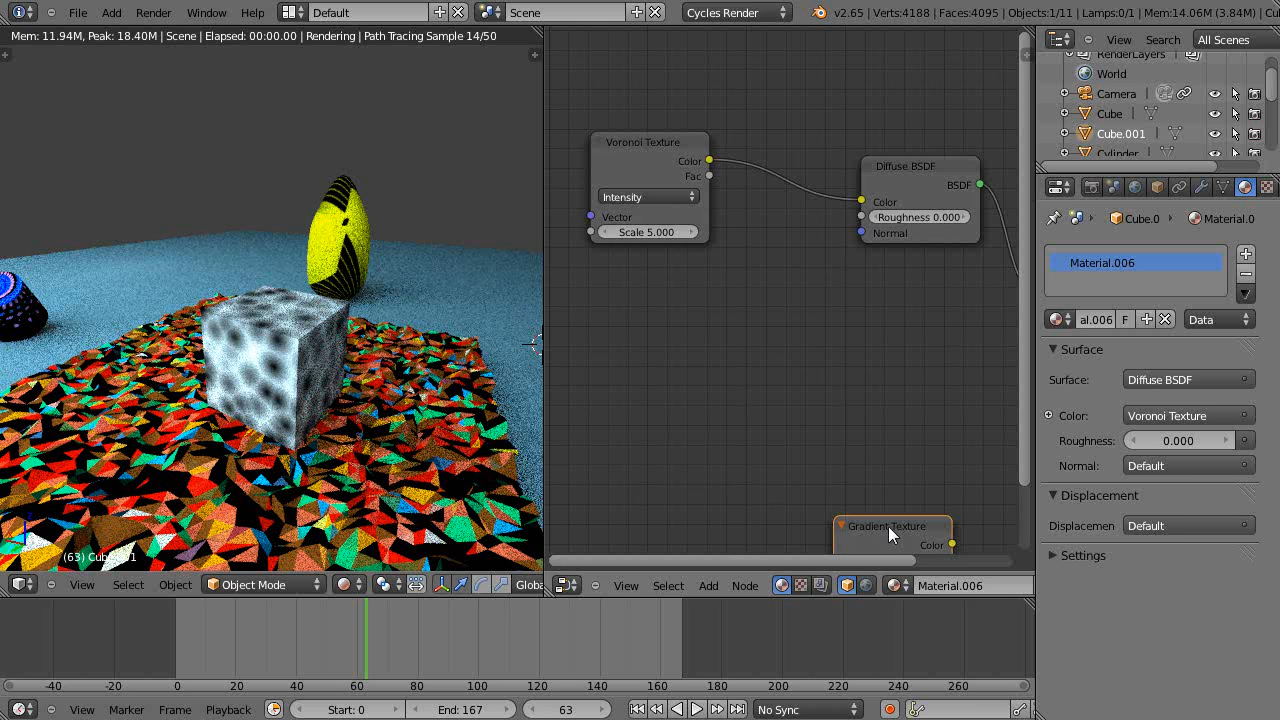 File Add Render Window Help Default Scene Cycles Render v2.65 | Verts:4188 | Faces:4095 | Objects:1/11 | Lamps:0/1 | Mem:14.06M (3.84M) | Cu
Mem: 11.94M, Peak: 18.40M | Scene | Elapsed: 00:00.00 | Rendering | Path Tracing Sample 14/50
View Search All Scenes
RenderLayers
World
Camera
Cube
Cube.001
Cylinder
Voronoi Texture
Color
Fac
Intensity
Vector
Scale 5.000
Diffuse BSDF
BSDF
Color
Roughness 0.000
Normal
Gradient Texture
Color
Cube.0 Material.0
Material.006
al.006 F Data
Surface
Surface: Diffuse BSDF
Color: Voronoi Texture
Roughness: 0.000
Normal: Default
Displacement
Displacemen Default
Settings
View Select Object Object Mode Globa
View Select Add Node Material.006
-40 -20 0 20 40 60 80 100 120 140 160 180 200 220 240 260
View Marker Frame Playback Start: 0 End: 167 63 No Sync